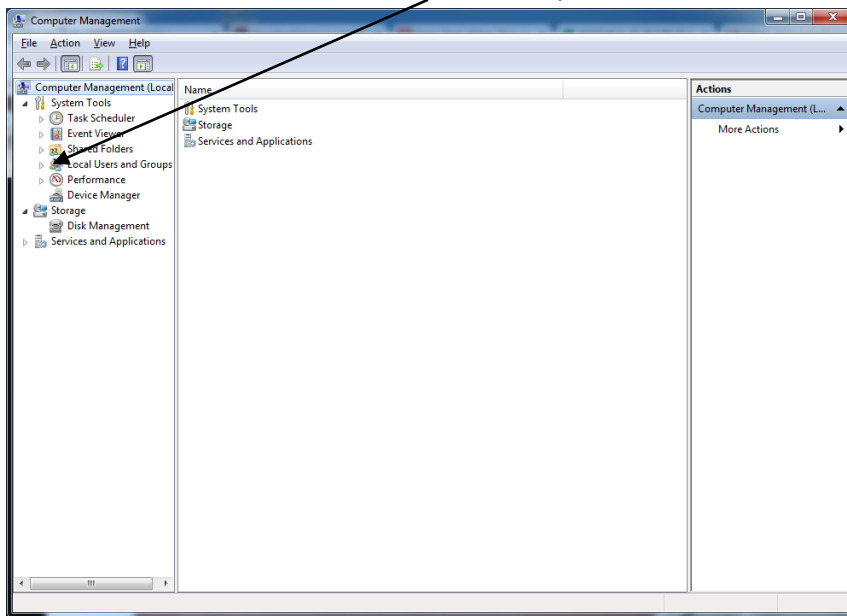 Computer Management
File Action View Help
Computer Management (Local
System Tools
Task Scheduler
Event Viewer
Shared Folders
Local Users and Groups
Performance
Device Manager
Storage
Disk Management
Services and Applications
Name
System Tools
Storage
Services and Applications
Actions
Computer Management (L...
More Actions